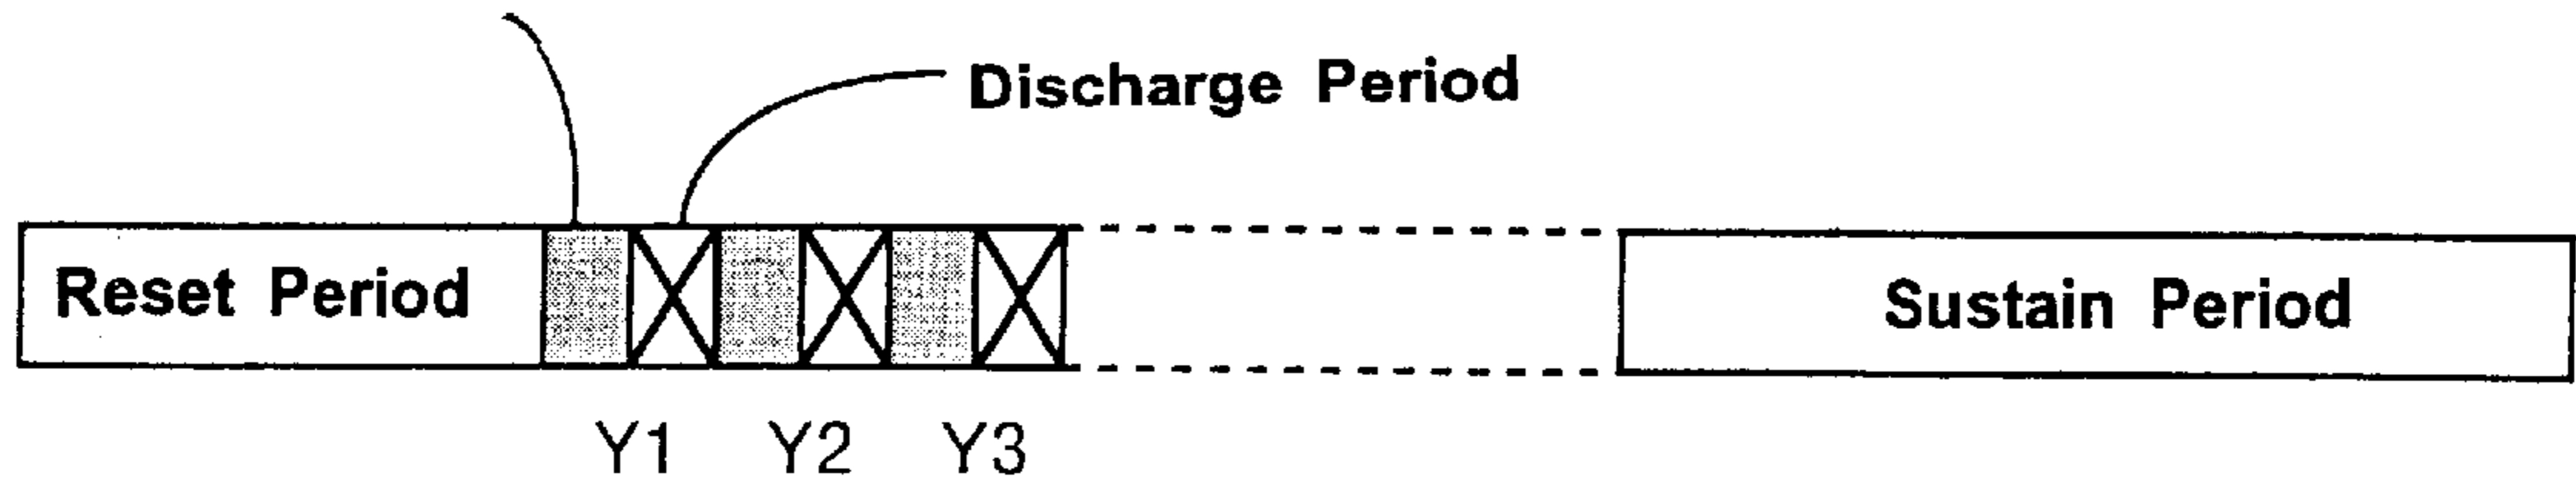 Discharge Period
Reset Period
Sustain Period
Y1 Y2 Y3